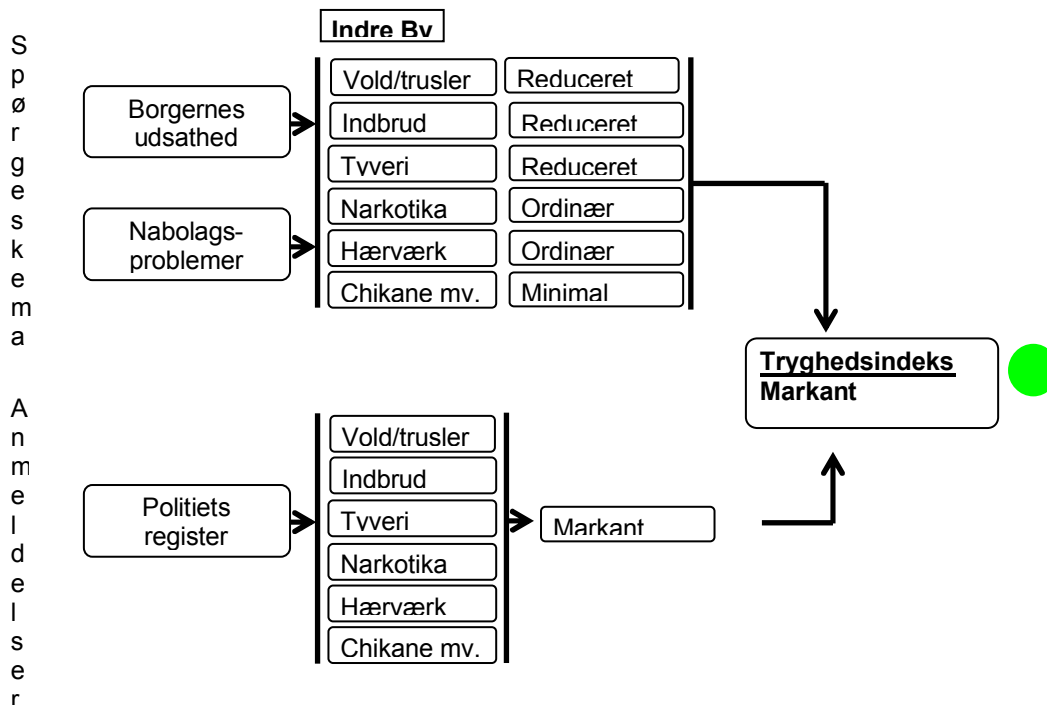 Indre By
Spørgeskema
Borgernes
udsathed
Nabolags-
problemer
Vold/trusler Reduceret
Indbrud Reduceret
Tyveri Reduceret
Narkotika Ordinær
Hærværk Ordinær
Chikane mv. Minimal
Tryghedsindeks
Markant
Anmeldelser
Politiets
register
Vold/trusler
Indbrud
Tyveri
Narkotika
Hærværk
Chikane mv.
Markant